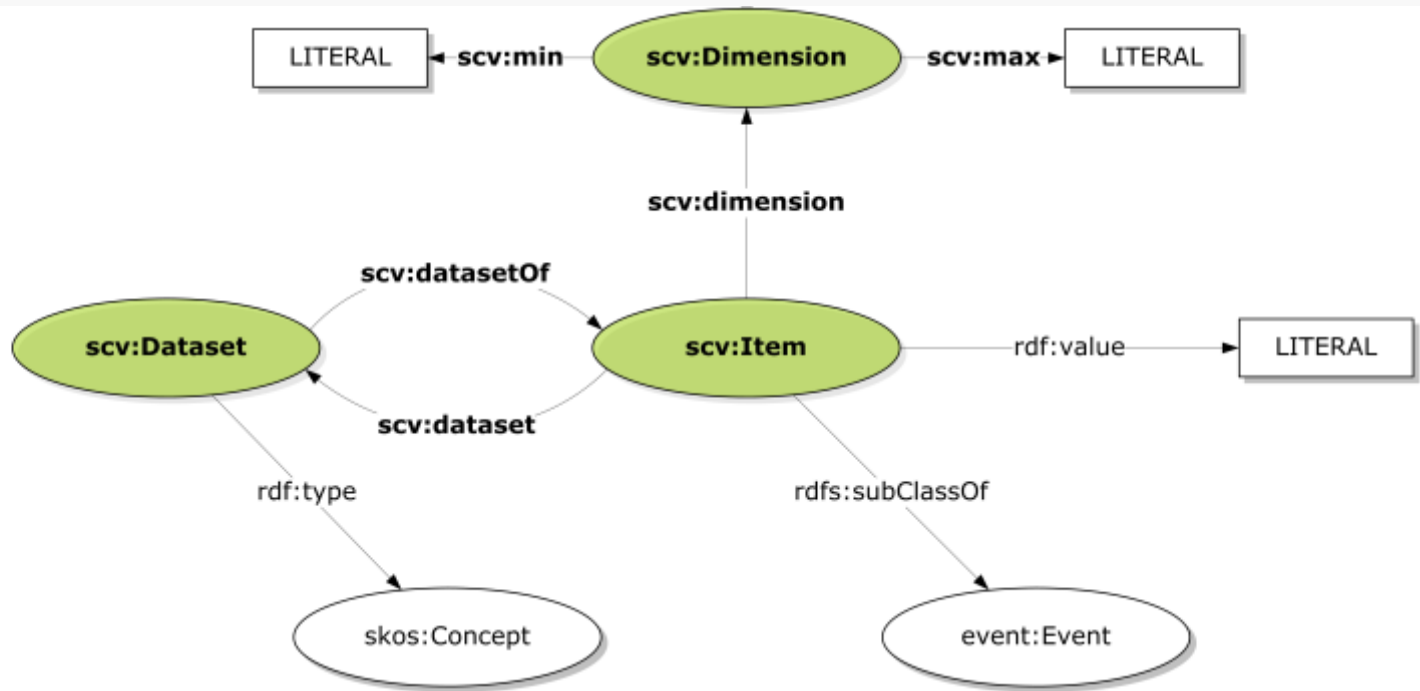 LITERAL
scv:min
scv:Dimension
scv:max
LITERAL
scv:dimension
scv:datasetOf
scv:Dataset
scv:Item
rdf:value
LITERAL
scv:dataset
rdf:type
rdfs:subClassOf
skos:Concept
event:Event